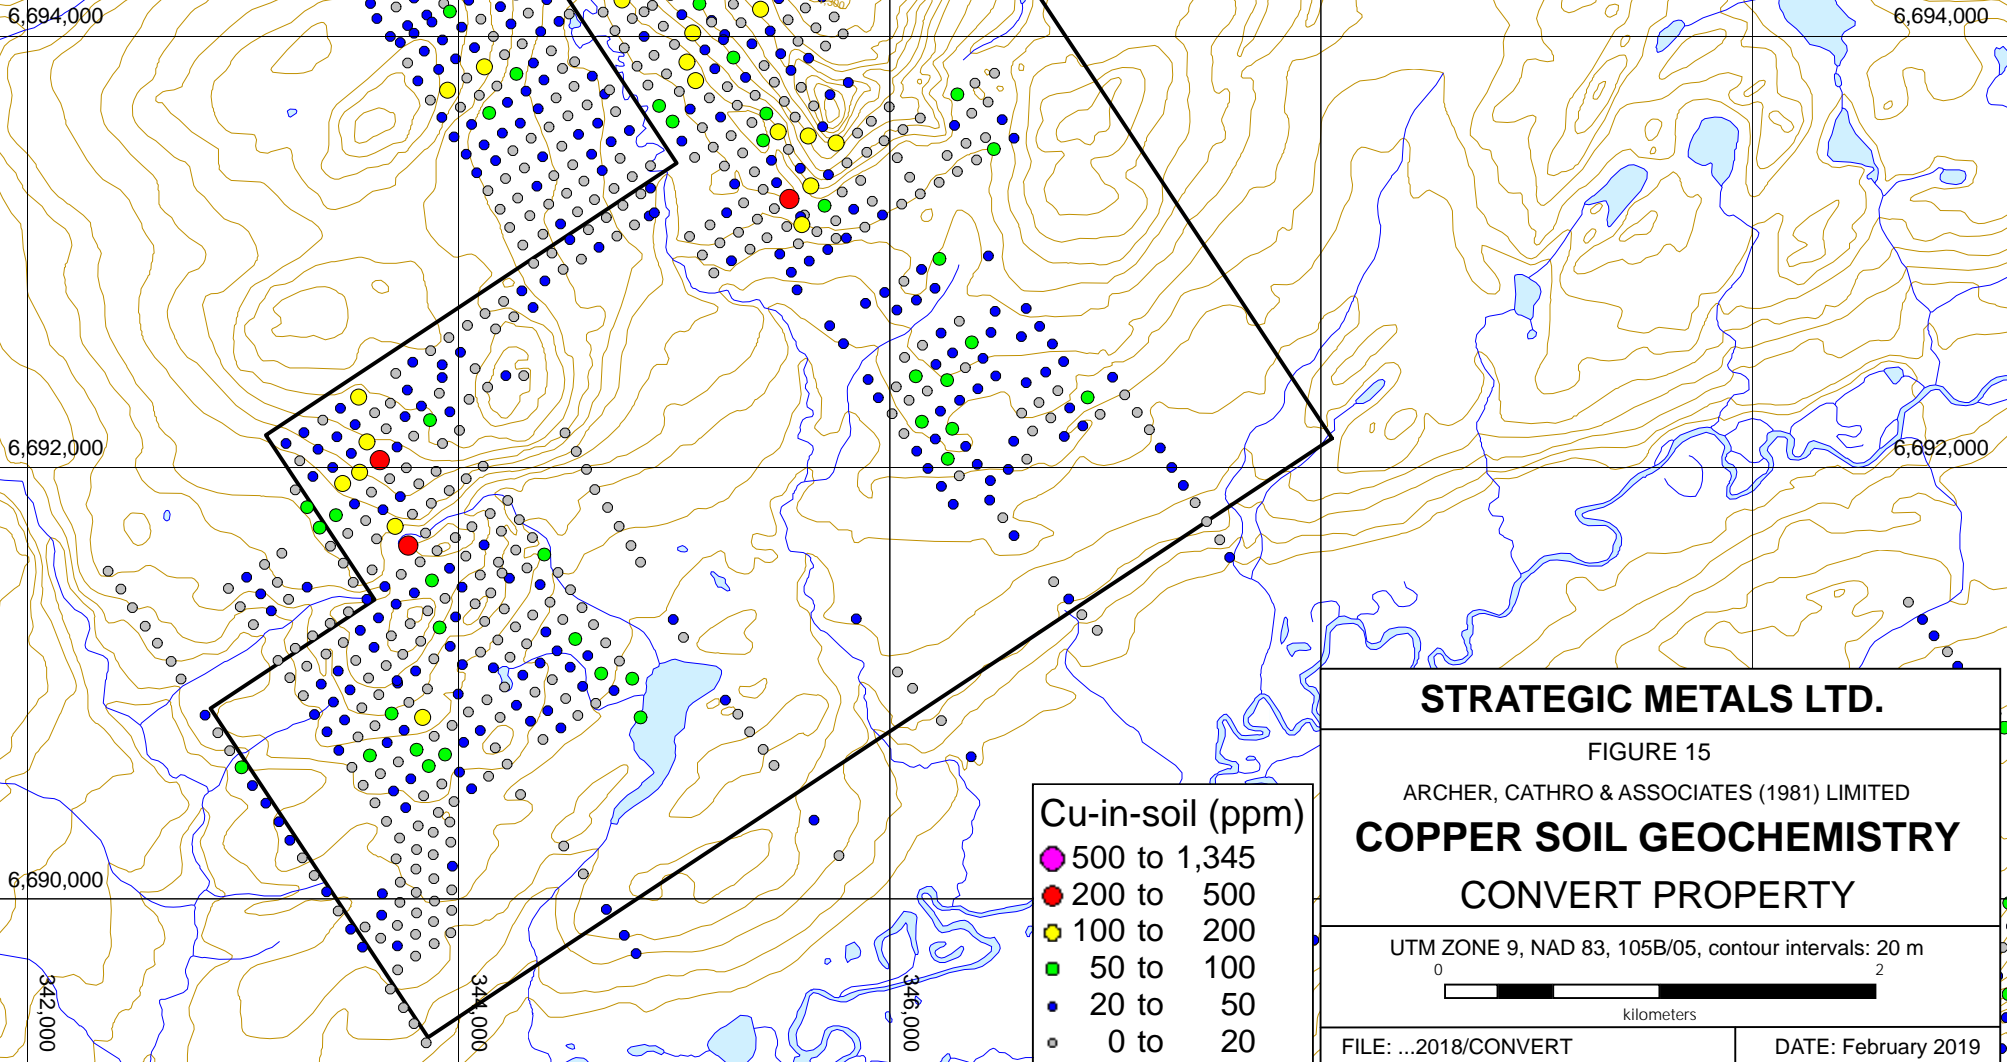 6,694,000
6,694,000
6,692,000
6,692,000
6,690,000
342,000
344,000
346,000
Cu-in-soil (ppm)
500 to 1,345
200 to 500
100 to 200
50 to 100
20 to 50
0 to 20
STRATEGIC METALS LTD.
FIGURE 15
ARCHER, CATHRO & ASSOCIATES (1981) LIMITED
COPPER SOIL GEOCHEMISTRY
CONVERT PROPERTY
UTM ZONE 9, NAD 83, 105B/05, contour intervals: 20 m
0 2
kilometers
FILE: ...2018/CONVERT
DATE: February 2019